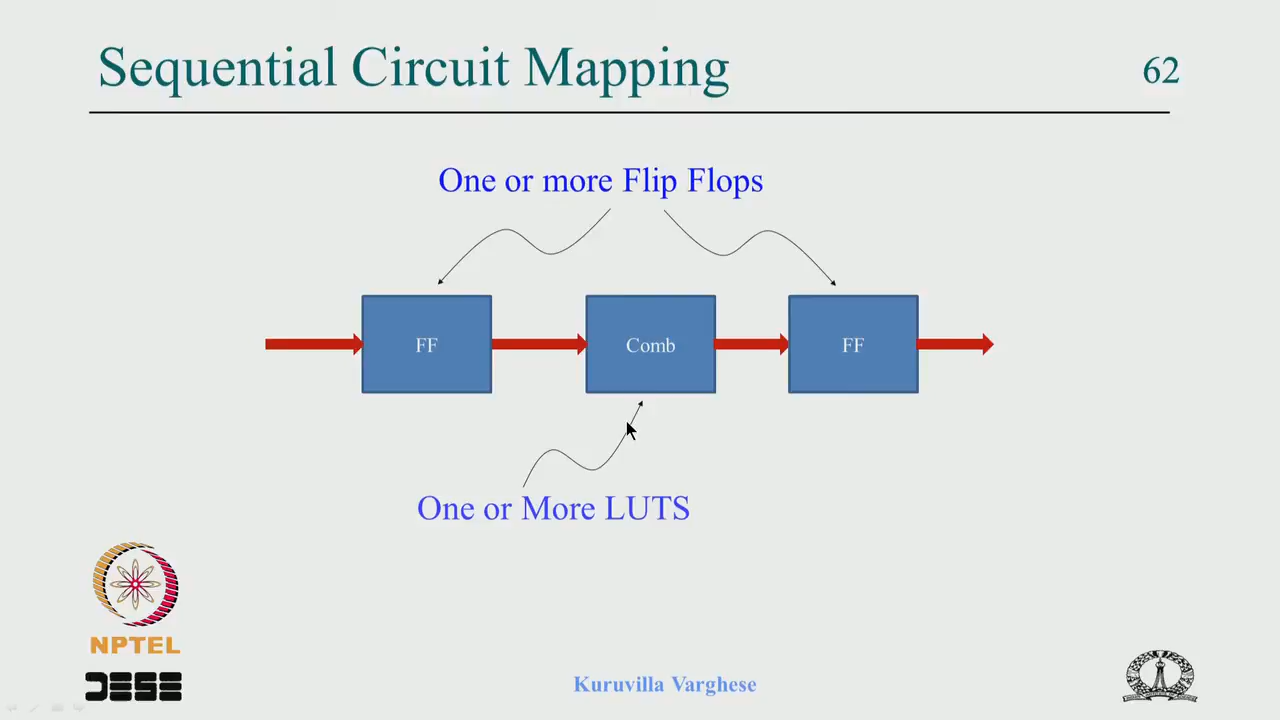 Sequential Circuit Mapping
62
One or more Flip Flops
FF
Comb
FF
One or More LUTS
NPTEL
DESE
Kuruvilla Varghese